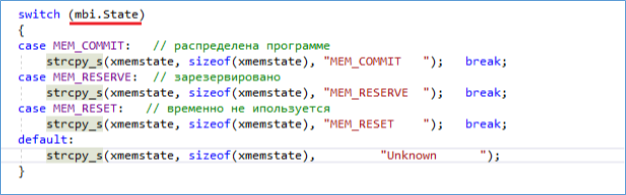 switch (mbi.State)
{
case MEM_COMMIT:   // распределена программе
    strcpy_s(xmemstate, sizeof(xmemstate), "MEM_COMMIT   ");   break;
case MEM_RESERVE:  // зарезервировано
    strcpy_s(xmemstate, sizeof(xmemstate), "MEM_RESERVE  ");   break;
case MEM_RESET:   // временно не ипользуется
    strcpy_s(xmemstate, sizeof(xmemstate), "MEM_RESET    ");   break;
default:
    strcpy_s(xmemstate, sizeof(xmemstate),         "Unknown      ");
}